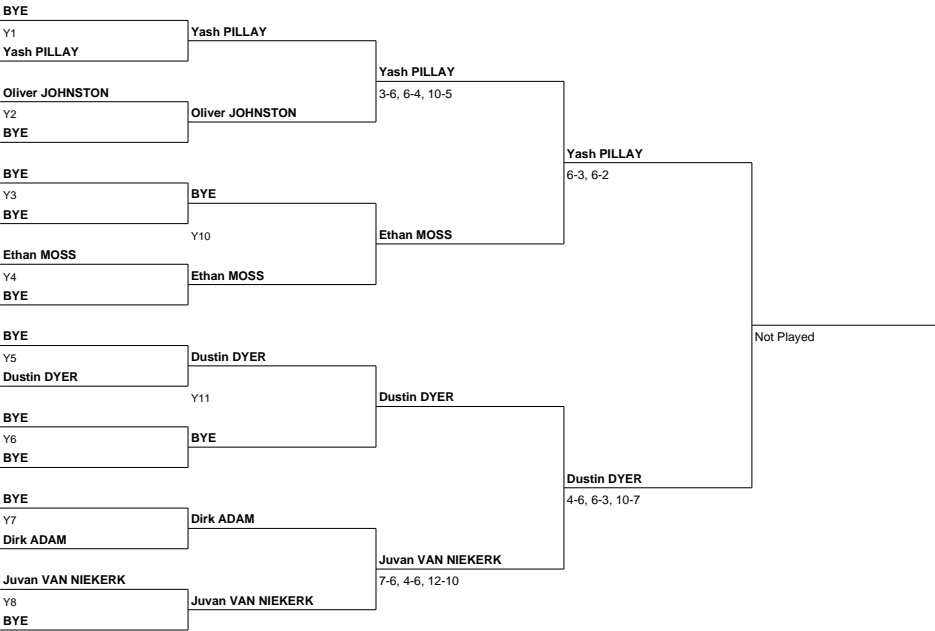 BYE
Y1
Yash PILLAY
Yash PILLAY
Oliver JOHNSTON
Y2
BYE
Oliver JOHNSTON
Yash PILLAY
3-6, 6-4, 10-5
BYE
Y3
BYE
BYE
Y10
Ethan MOSS
Y4
BYE
Ethan MOSS
Ethan MOSS
Yash PILLAY
6-3, 6-2
BYE
Y5
Dustin DYER
Dustin DYER
Y11
BYE
Y6
BYE
BYE
Dustin DYER
BYE
Y7
Dirk ADAM
Dirk ADAM
Juvan VAN NIEKERK
Y8
BYE
Juvan VAN NIEKERK
Juvan VAN NIEKERK
7-6, 4-6, 12-10
Dustin DYER
4-6, 6-3, 10-7
Not Played